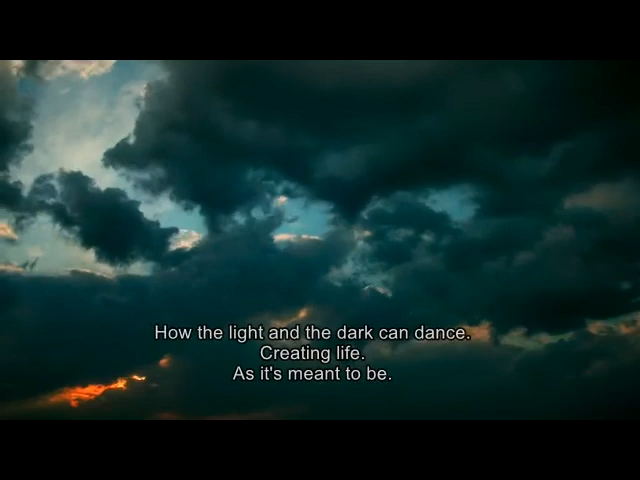 How the light and the dark can dance.
Creating life.
As it's meant to be.